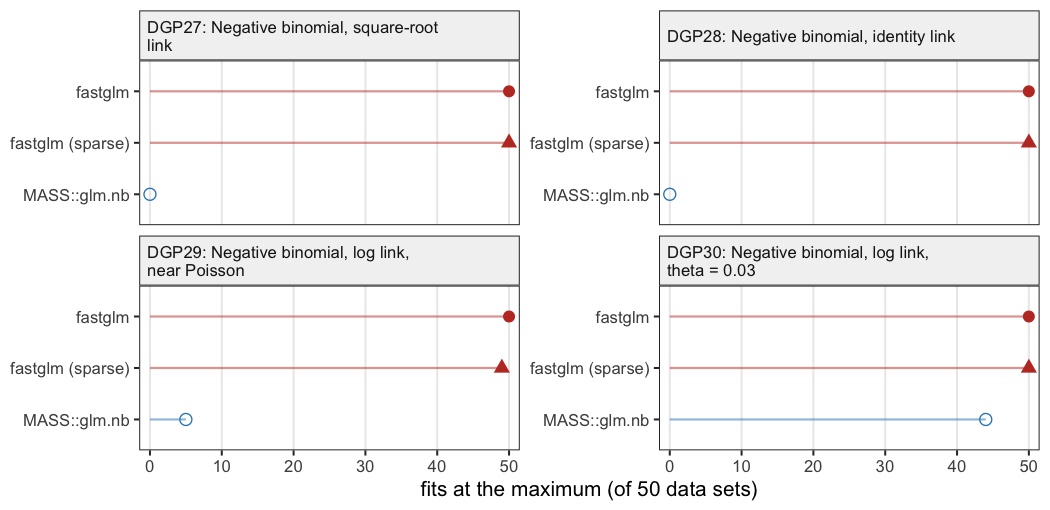 DGP27: Negative binomial, square-root
link
fastglm
fastglm (sparse)
MASS::glm.nb
DGP28: Negative binomial, identity link
fastglm
fastglm (sparse)
MASS::glm.nb
DGP29: Negative binomial, log link,
near Poisson
fastglm
fastglm (sparse)
MASS::glm.nb
0 10 20 30 40 50
DGP30: Negative binomial, log link,
theta = 0.03
fastglm
fastglm (sparse)
MASS::glm.nb
0 10 20 30 40 50
fits at the maximum (of 50 data sets)